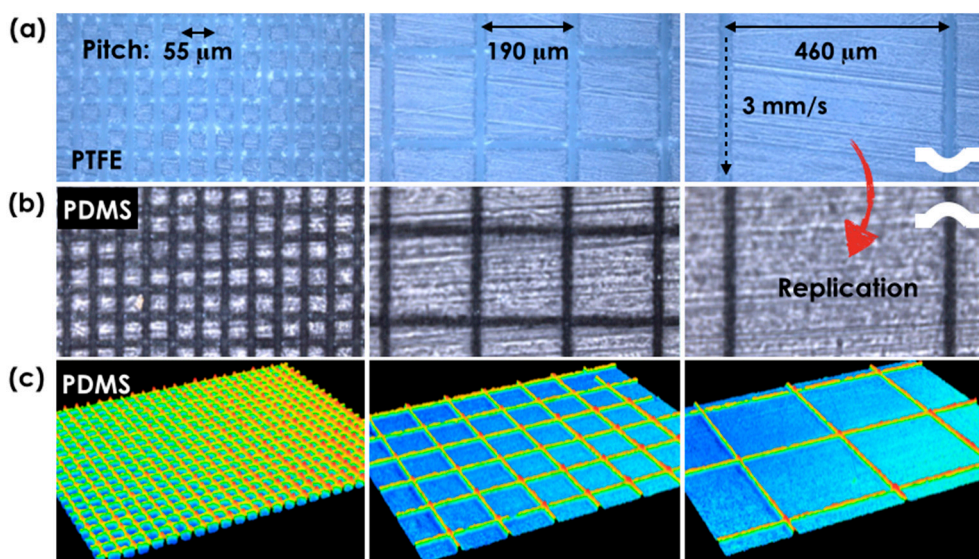 (a)
Pitch: 55 μm
190 μm
460 μm
3 mm/s
PTFE
(b)
PDMS
Replication
(c)
PDMS